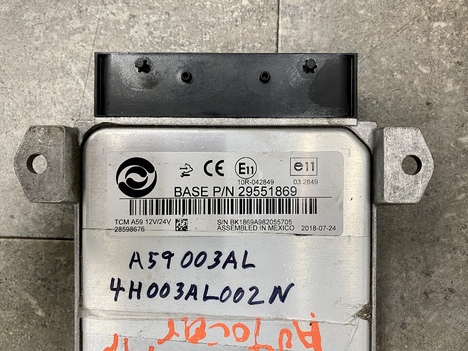 CE E11 e11
10R-042849 03 2849
BASE P/N 29551869
TCM A59 12V/24V S/N BK1869A982055705
28598676 ASSEMBLED IN MEXICO 2018-07-24
A59003AL
4H003AL002N